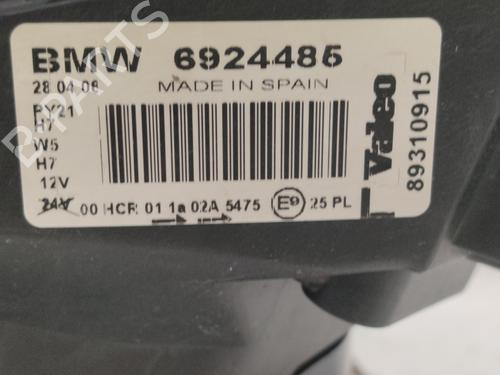 BMW 6924485
28 04 06 MADE IN SPAIN
PY21
H7
W5
H7
12V
24V 00 HCR 01 1a 02A 5475 E9 25 PL
Valeo
89310915
B-PARTS